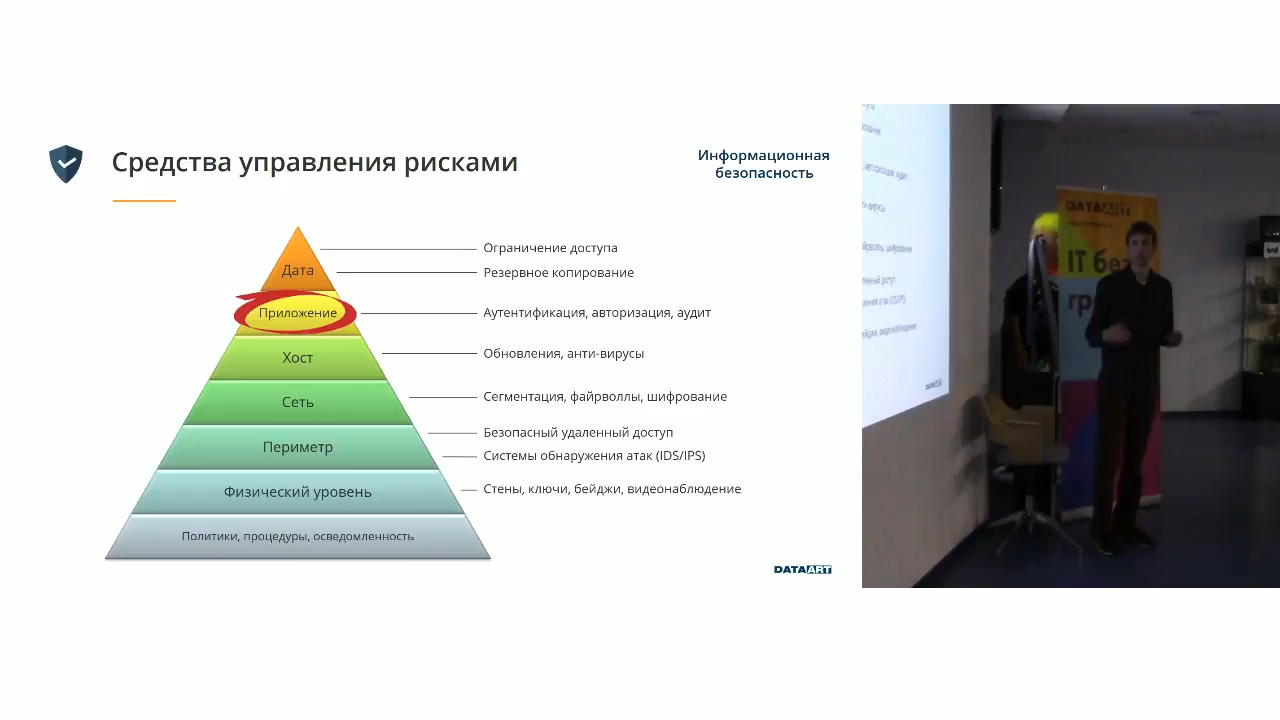 Средства управления рисками
Информационная
безопасность
Дата
Ограничение доступа
Резервное копирование
Приложение
Аутентификация, авторизация, аудит
Хост
Обновления, анти-вирусы
Сеть
Сегментация, файрволлы, шифрование
Периметр
Безопасный удаленный доступ
Системы обнаружения атак (IDS/IPS)
Физический уровень
Стены, ключи, бейджи, видеонаблюдение
Политики, процедуры, осведомленность
DATAART
DATAART
IT без
гр